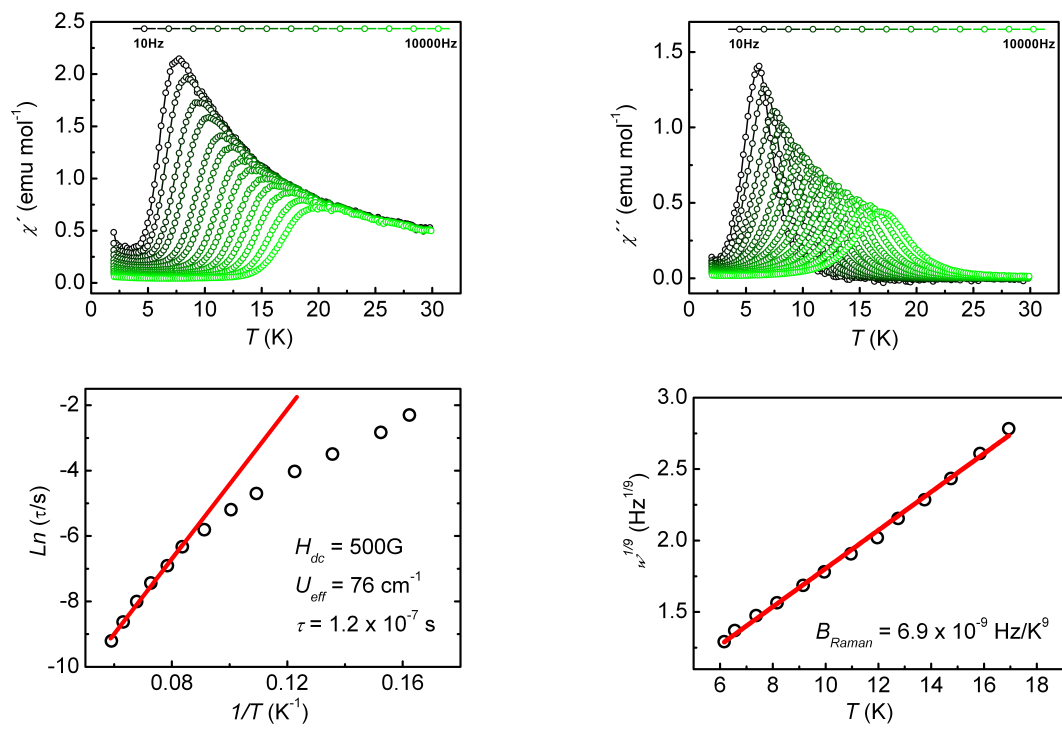 2.5
2.0
1.5
1.0
0.5
0.0
χ´ (emu mol⁻¹)
10Hz 10000Hz
0 5 10 15 20 25 30
T (K)
1.5
1.0
0.5
0.0
χ´´ (emu mol⁻¹)
10Hz 10000Hz
0 5 10 15 20 25 30
T (K)
-2
-4
-6
-8
-10
Ln (τ/s)
H_dc = 500G
U_eff = 76 cm⁻¹
τ = 1.2 x 10⁻⁷ s
0.08 0.12 0.16
1/T (K⁻¹)
3.0
2.5
2.0
1.5
w^1/9 (Hz^1/9)
B_Raman = 6.9 x 10⁻⁹ Hz/K⁹
6 8 10 12 14 16 18
T (K)